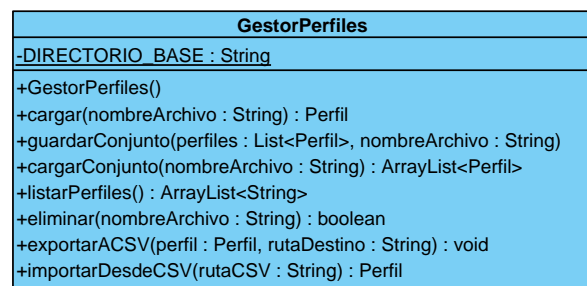 GestorPerfiles
-DIRECTORIO_BASE : String
+GestorPerfiles()
+cargar(nombreArchivo : String) : Perfil
+guardarConjunto(perfiles : List<Perfil>, nombreArchivo : String)
+cargarConjunto(nombreArchivo : String) : ArrayList<Perfil>
+listarPerfiles() : ArrayList<String>
+eliminar(nombreArchivo : String) : boolean
+exportarACSV(perfil : Perfil, rutaDestino : String) : void
+importarDesdeCSV(rutaCSV : String) : Perfil